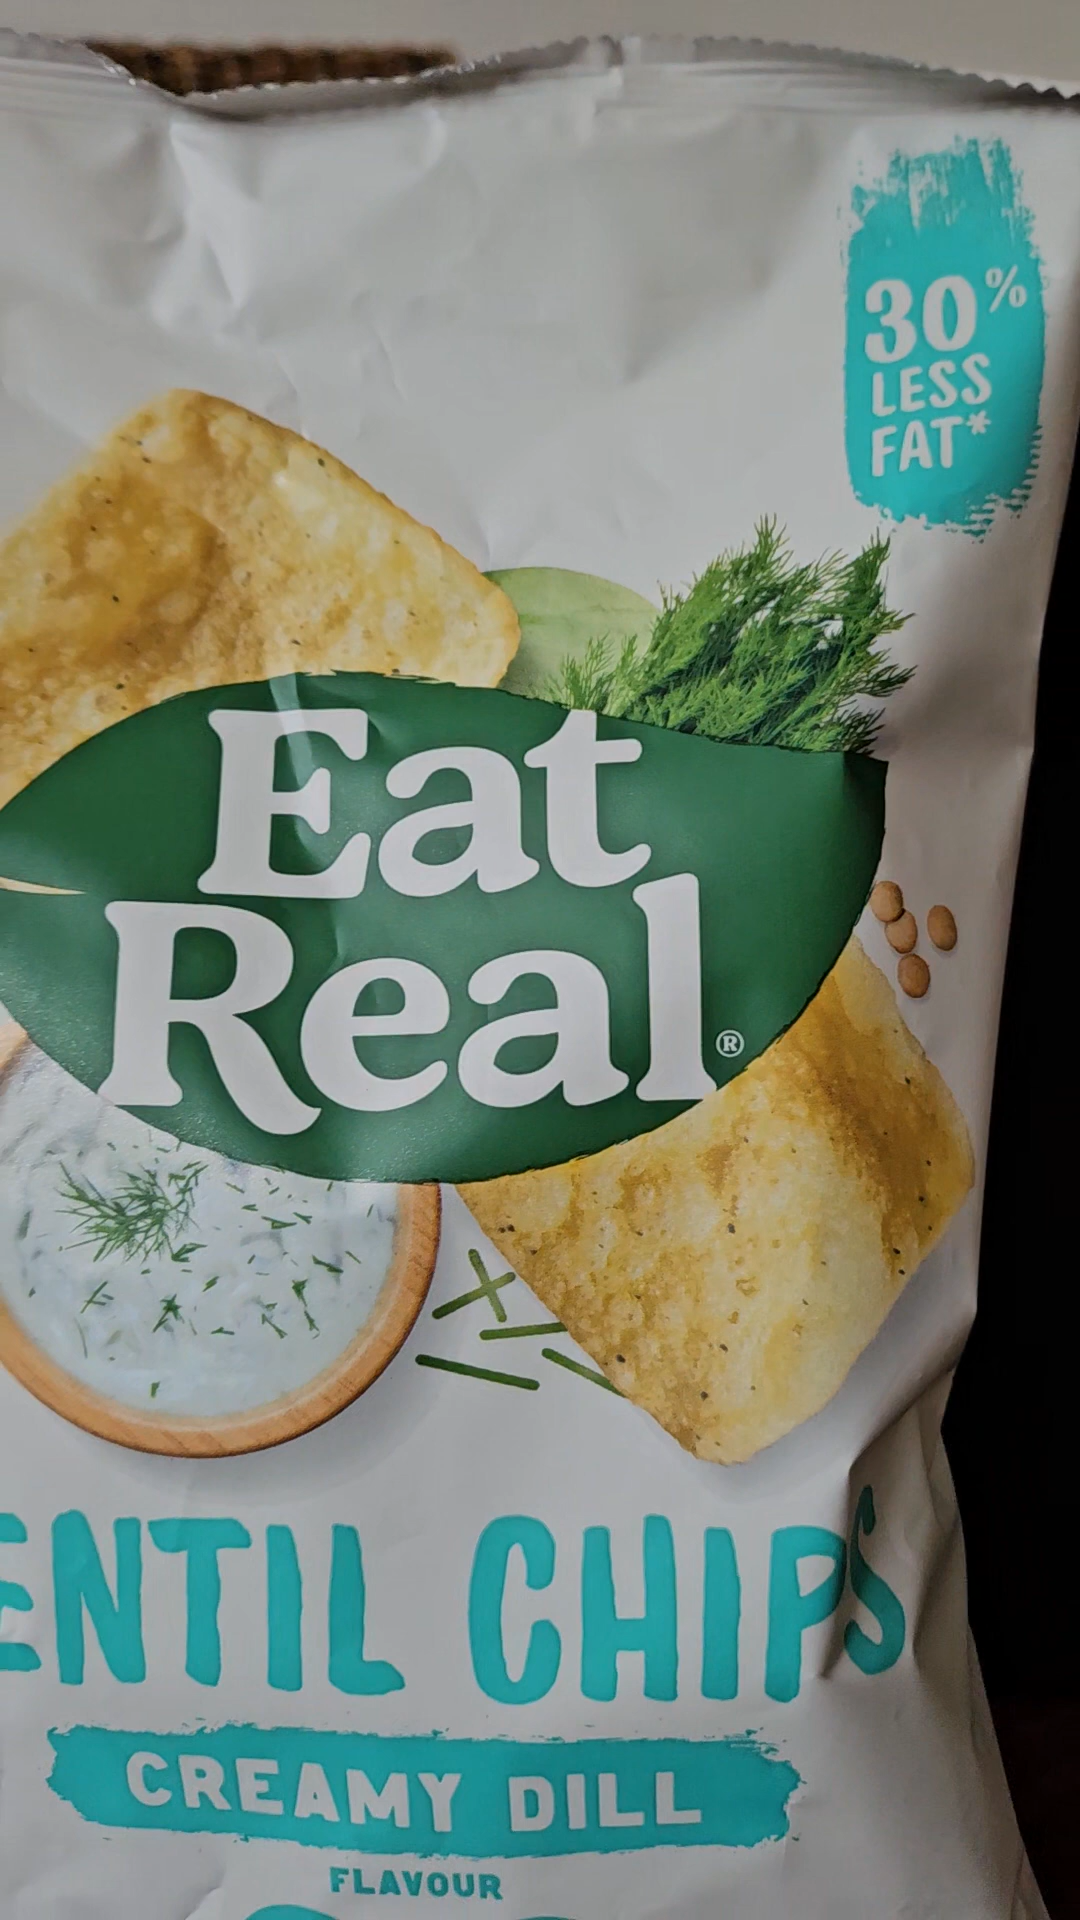 30%
LESS
FAT*
Eat
Real®
ENTIL CHIPS
CREAMY DILL
FLAVOUR